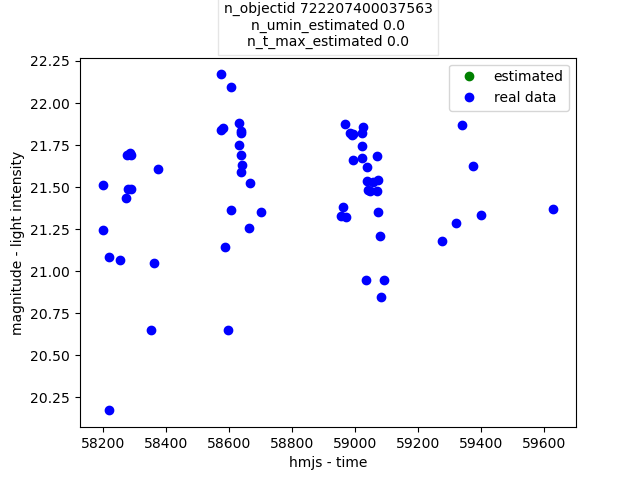 n_objectid 722207400037563
n_umin_estimated 0.0
n_t_max_estimated 0.0
estimated
real data
22.25
22.00
21.75
21.50
21.25
21.00
20.75
20.50
20.25
magnitude - light intensity
58200 58400 58600 58800 59000 59200 59400 59600
hmjs - time